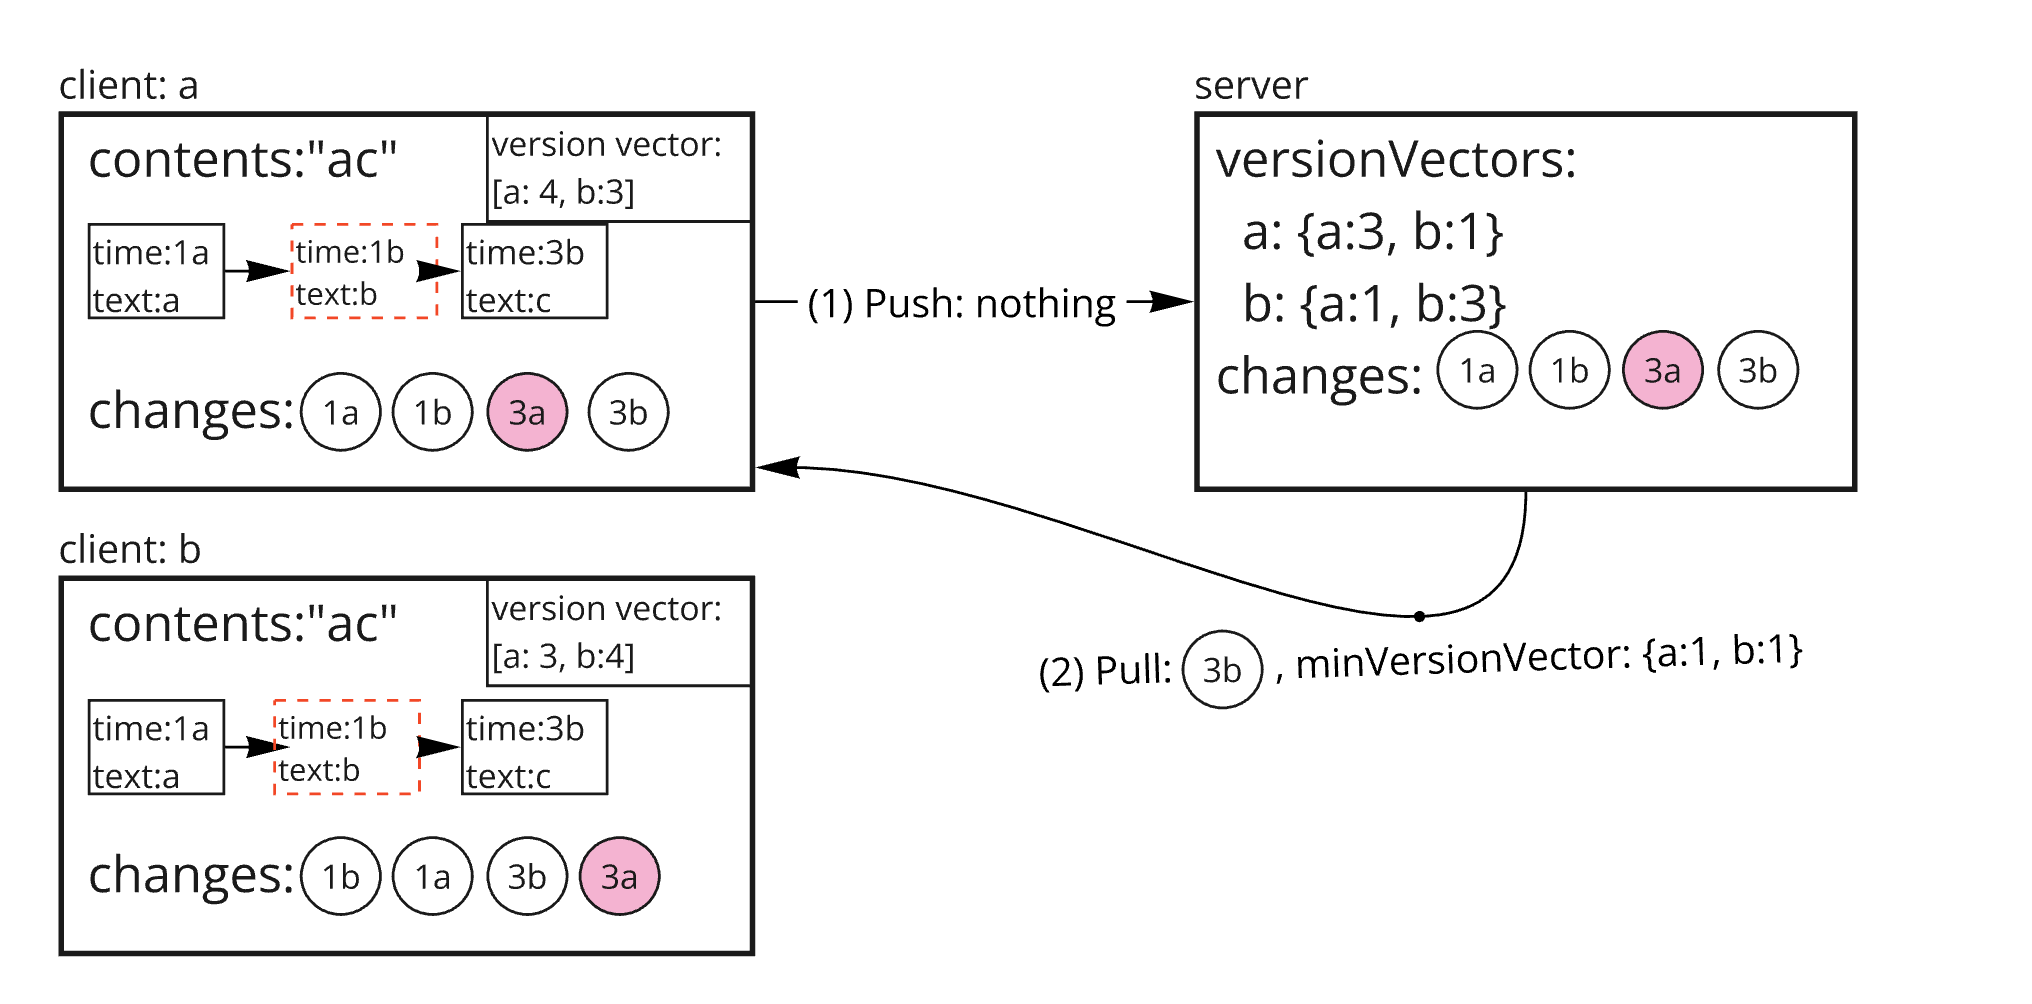 client: a
contents:"ac"
version vector:
[a: 4, b:3]
time:1a
text:a
time:1b
text:b
time:3b
text:c
changes: 1a 1b 3a 3b
(1) Push: nothing
server
versionVectors:
a: {a:3, b:1}
b: {a:1, b:3}
changes: 1a 1b 3a 3b
(2) Pull: 3b , minVersionVector: {a:1, b:1}
client: b
contents:"ac"
version vector:
[a: 3, b:4]
time:1a
text:a
time:1b
text:b
time:3b
text:c
changes: 1b 1a 3b 3a